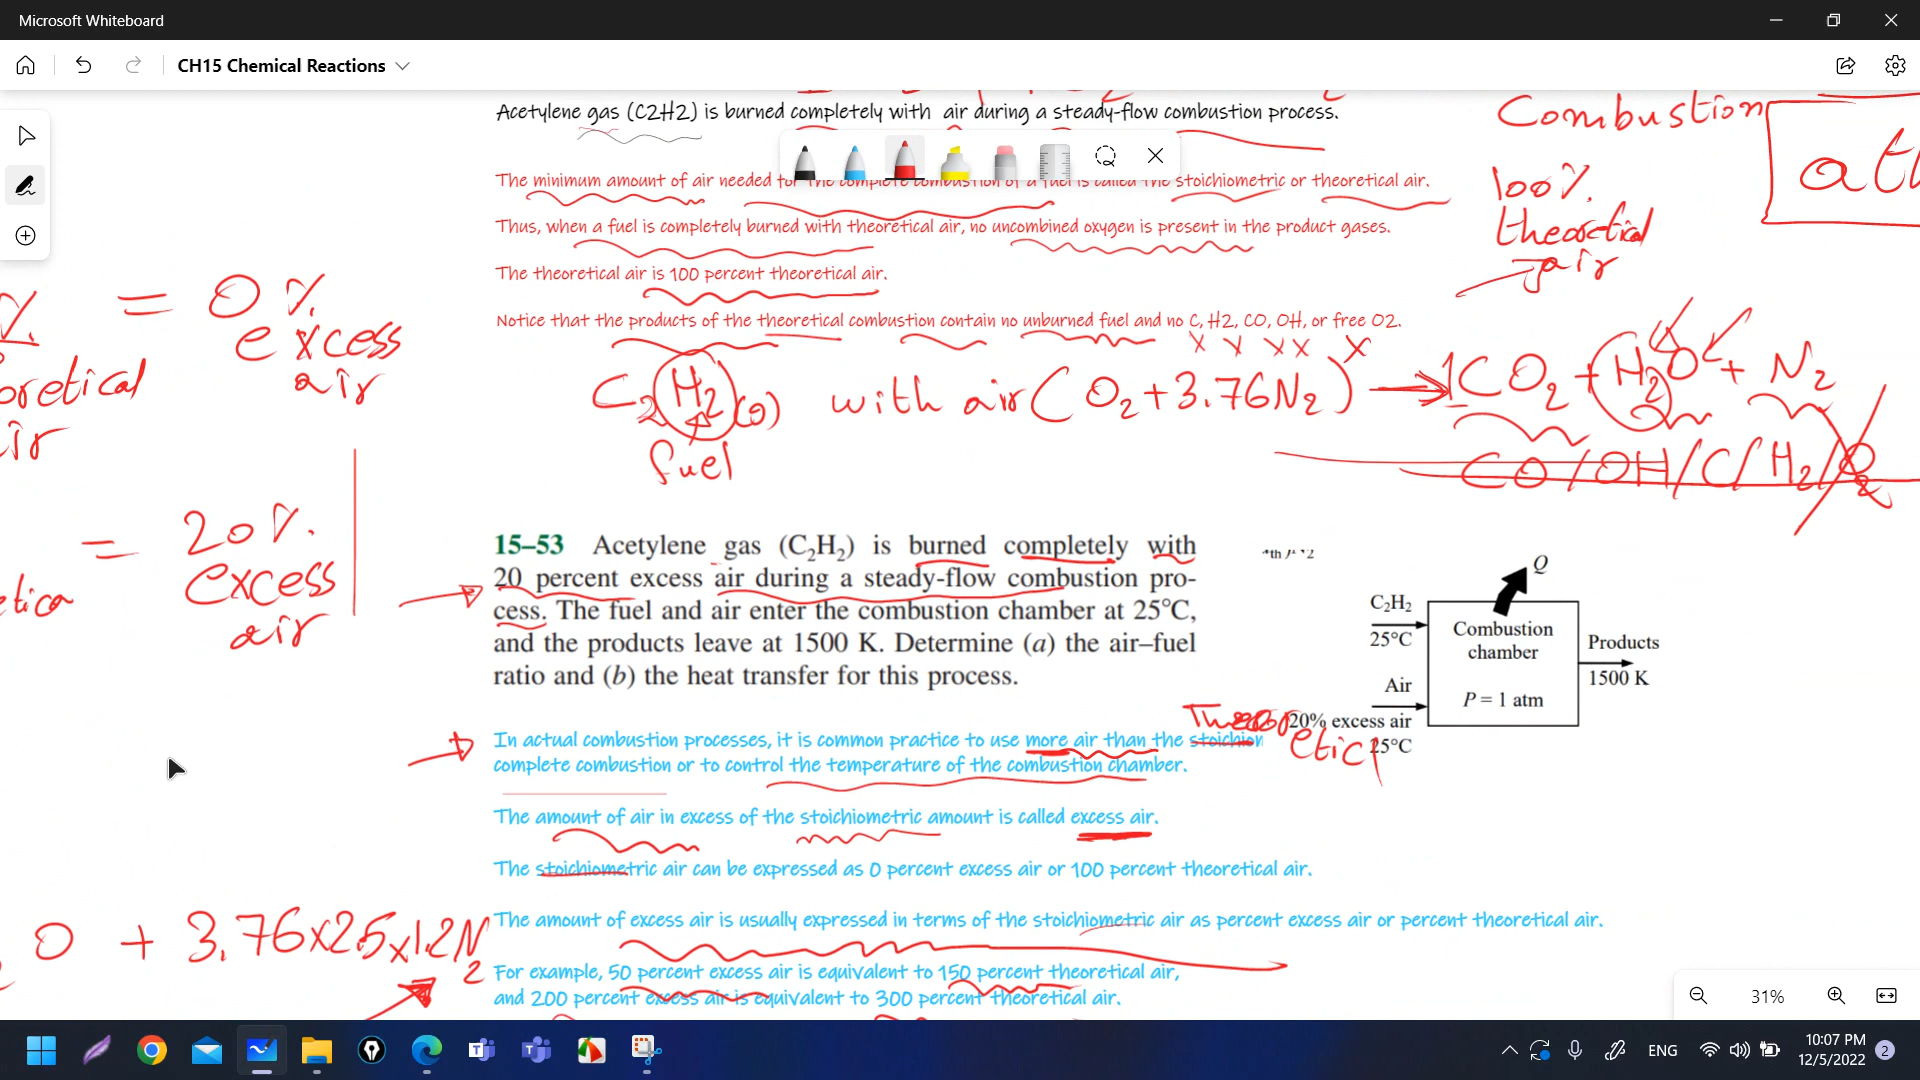 Microsoft Whiteboard
CH15 Chemical Reactions
Acetylene gas (C2H2) is burned completely with air during a steady-flow combustion process.
The minimum amount of air needed for the complete combustion of a fuel is called the stoichiometric or theoretical air.
Thus, when a fuel is completely burned with theoretical air, no uncombined oxygen is present in the product gases.
The theoretical air is 100 percent theoretical air.
Notice that the products of the theoretical combustion contain no unburned fuel and no C, H2, CO, OH, or free O2.
X X X X X
Combustion
100%
theoretical
air
ath
% = 0%
excess
air
oretical
ir
C2H2(g) with air (O2 + 3.76N2) → 1CO2 + H2O + N2
fuel
CO/OH/C/H2/O2
= 20%
excess
air
etica
15–53 Acetylene gas (C2H2) is burned completely with
20 percent excess air during a steady-flow combustion pro-
cess. The fuel and air enter the combustion chamber at 25°C,
and the products leave at 1500 K. Determine (a) the air–fuel
ratio and (b) the heat transfer for this process.
Q
C2H2
25°C
Combustion
chamber
P = 1 atm
Products
1500 K
Air
20% excess air
25°C
Theor
etical
In actual combustion processes, it is common practice to use more air than the stoichion
complete combustion or to control the temperature of the combustion chamber.
The amount of air in excess of the stoichiometric amount is called excess air.
The stoichiometric air can be expressed as 0 percent excess air or 100 percent theoretical air.
The amount of excess air is usually expressed in terms of the stoichiometric air as percent excess air or percent theoretical air.
For example, 50 percent excess air is equivalent to 150 percent theoretical air,
and 200 percent excess air is equivalent to 300 percent theoretical air.
2O + 3.76x2.5x1.2N2
31%
ENG
10:07 PM
12/5/2022
2